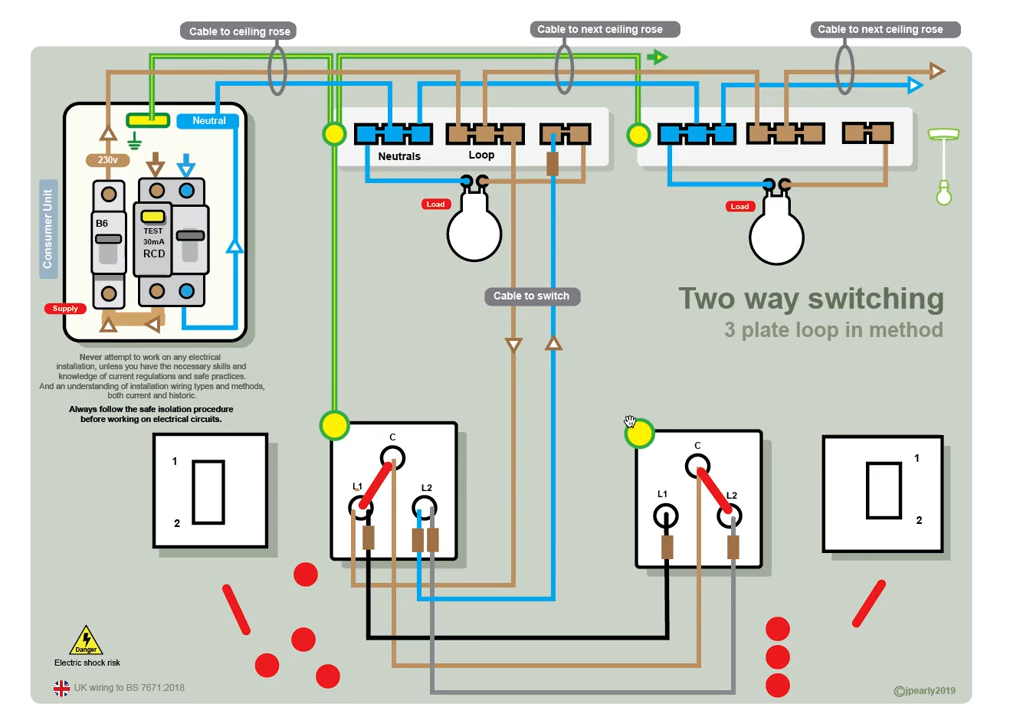 Cable to ceiling rose
Cable to next ceiling rose
Cable to next ceiling rose
Neutral
230v
Neutrals
Loop
Consumer Unit
B6
TEST
30mA
RCD
Load
Load
Supply
Cable to switch
Two way switching
3 plate loop in method
Never attempt to work on any electrical
installation, unless you have the necessary skills and
knowledge of current regulations and safe practices.
And an understanding of installation wiring types and methods,
both current and historic.
Always follow the safe isolation procedure
before working on electrical circuits.
1
2
C
L1
L2
C
L1
L2
1
2
Danger
Electric shock risk
UK wiring to BS 7671:2018
©jpearly2019